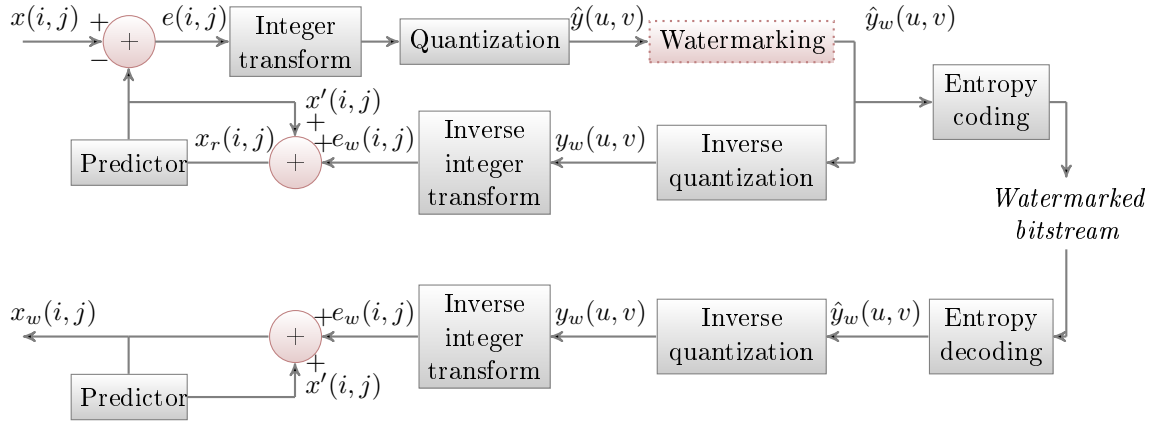 x(i, j) + e(i, j) Integer transform Quantization ŷ(u, v) Watermarking ŷ_w(u, v)
+
−
Entropy coding
x′(i, j)
+
Predictor x_r(i, j) + + e_w(i, j) Inverse integer transform y_w(u, v) Inverse quantization
Watermarked
bitstream
x_w(i, j) + + e_w(i, j) Inverse integer transform y_w(u, v) Inverse quantization ŷ_w(u, v) Entropy decoding
+
Predictor x′(i, j)